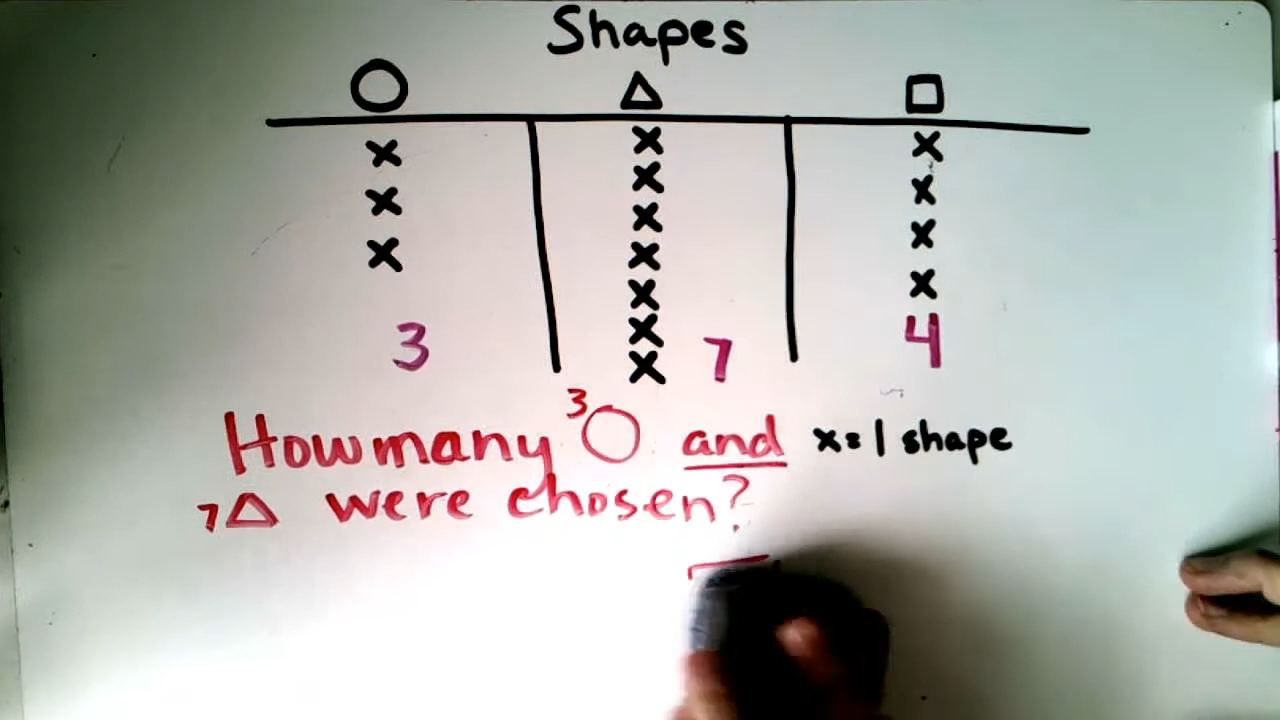 Shapes
○ △ □
x x x
x x x
x x x
x x
x
x
x
3 7 4
How many 3○ and x = 1 shape
7△ were chosen?